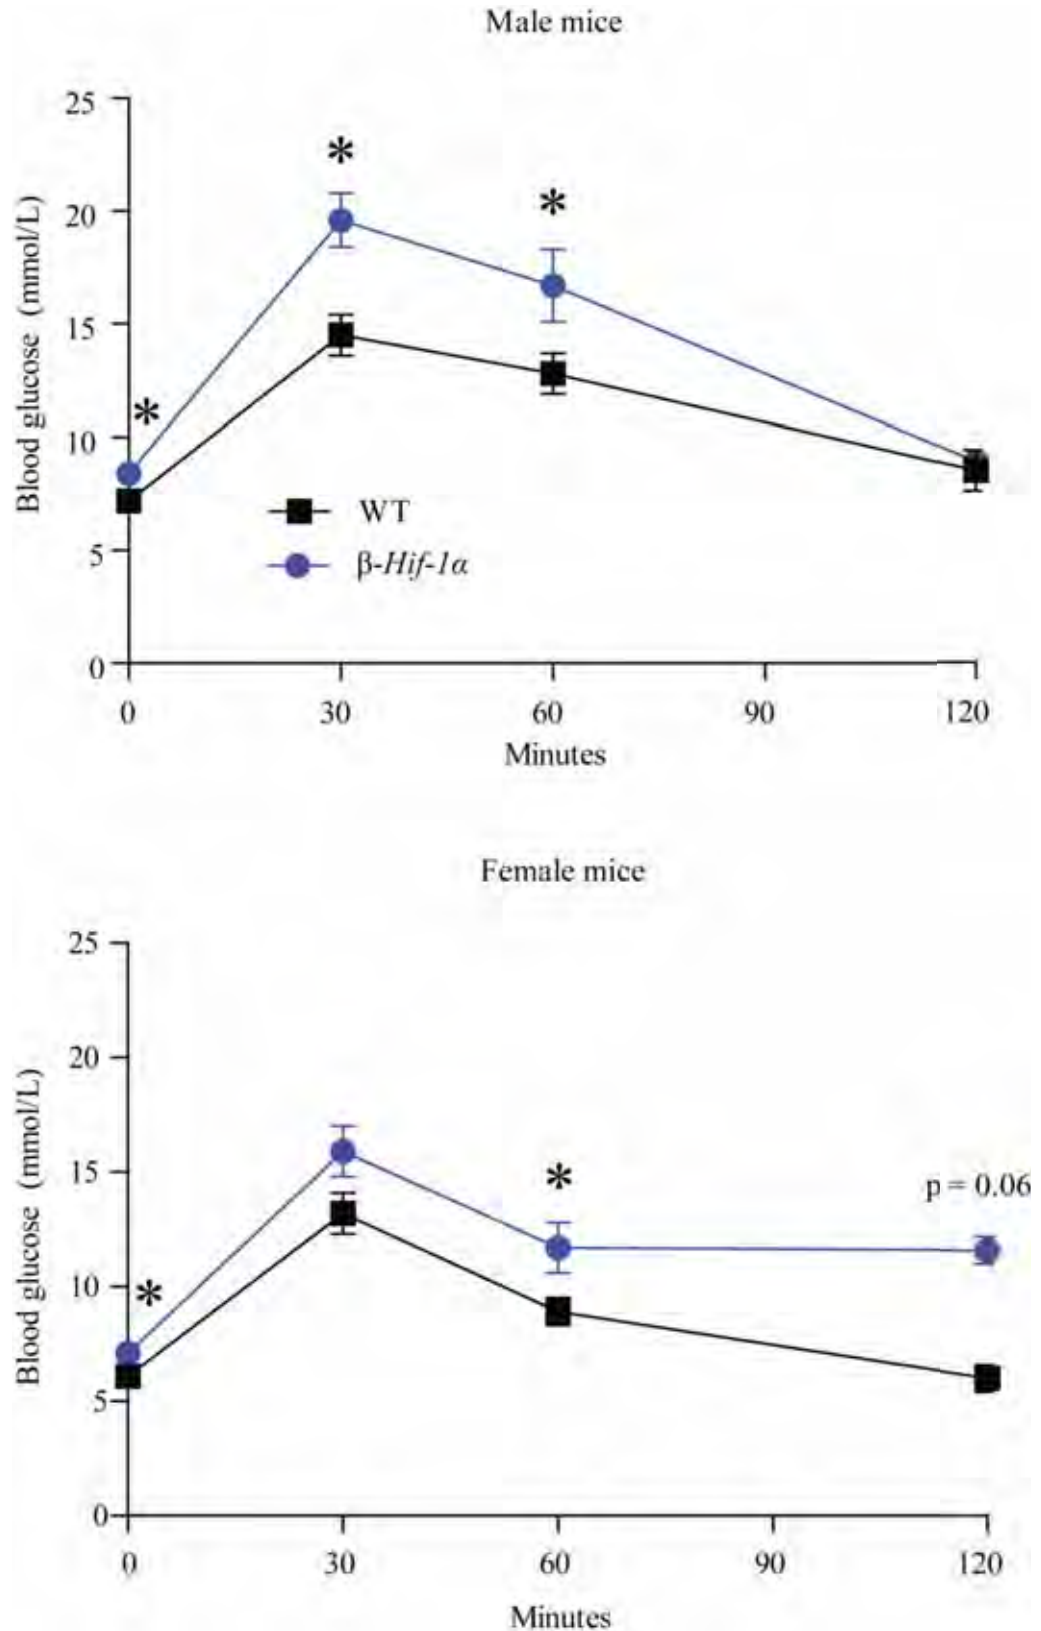 Male mice
25
*
*
20
15
*
10
WT
β-Hif-1α
5
0
0 30 60 90 120
Minutes
Blood glucose (mmol/L)
Female mice
25
20
15
*
p = 0.06
10
*
5
0
0 30 60 90 120
Minutes
Blood glucose (mmol/L)